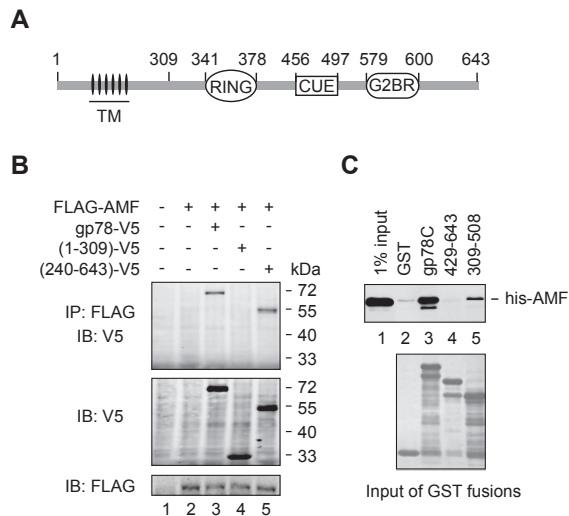 A
1 309 341 378 456 497 579 600 643
RING CUE G2BR
TM
B
FLAG-AMF - + + + +
gp78-V5 - - + - -
(1-309)-V5 - - - + -
(240-643)-V5 - - - - +
kDa
IP: FLAG
IB: V5
- 72
- 55
- 40
- 33
IB: V5
- 72
- 55
- 40
- 33
IB: FLAG
1 2 3 4 5
C
1% input GST gp78C 429-643 309-508
- his-AMF
1 2 3 4 5
Input of GST fusions